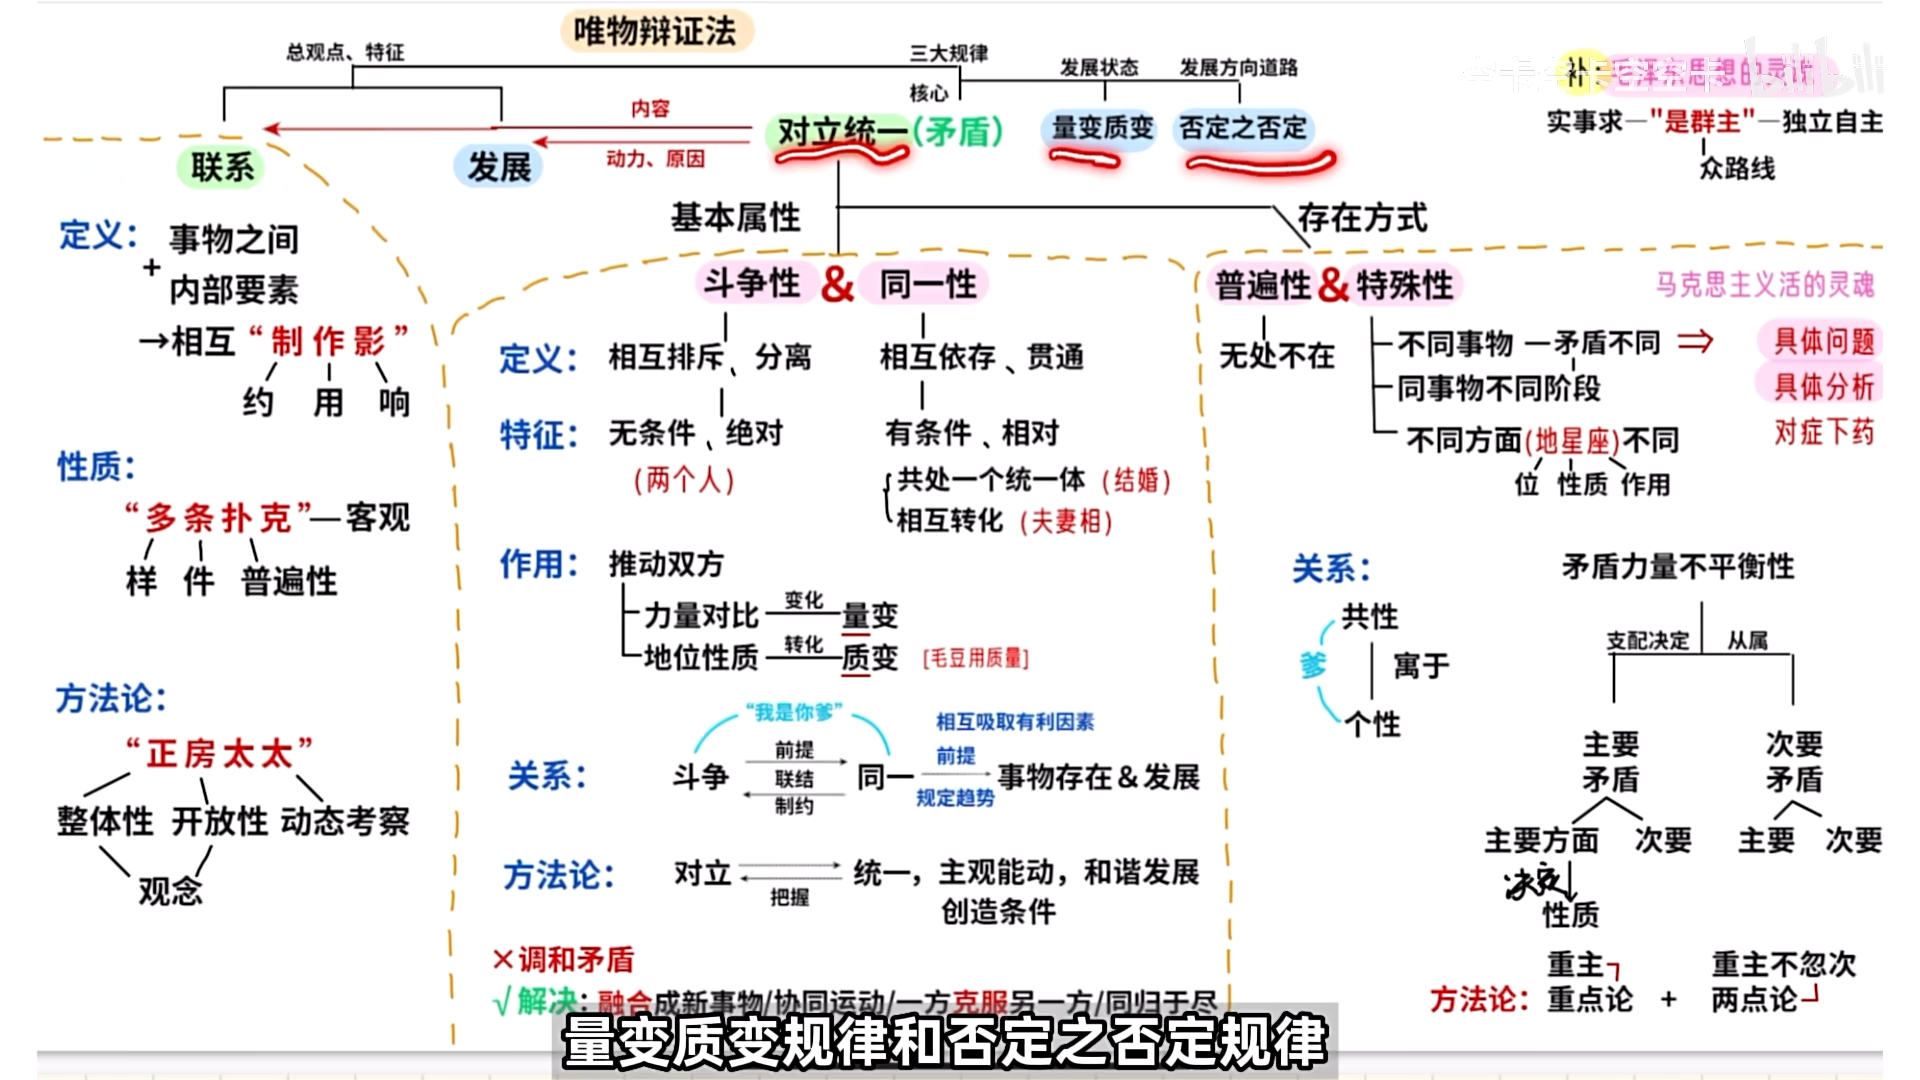 唯物辩证法
总观点、特征
三大规律
核心
发展状态
发展方向道路
内容
动力、原因
联系
发展
对立统一(矛盾)
量变质变
否定之否定
补:毛泽东思想的灵魂
实事求—"是群主"—独立自主
众路线
基本属性
存在方式
定义:
事物之间
+
内部要素
→相互“制作影”
约 用 响
性质:
“多条扑克”—客观
样 件 普遍性
方法论:
“正房太太”
整体性 开放性 动态考察
观念
斗争性 & 同一性
定义: 相互排斥、分离 相互依存、贯通
特征: 无条件、绝对 有条件、相对
(两个人)
共处一个统一体 (结婚)
相互转化 (夫妻相)
作用: 推动双方
力量对比 变化 量变
地位性质 转化 质变 [毛豆用质量]
“我是你爹”
相互吸取有利因素
关系: 斗争 前提 联结 制约 同一 前提 规定趋势 事物存在&发展
方法论: 对立 把握 统一，主观能动，和谐发展
创造条件
×调和矛盾
√解决:融合成新事物/协同运动/一方克服另一方/同归于尽
普遍性 & 特殊性
马克思主义活的灵魂
无处不在
不同事物 —矛盾不同 ⇒ 具体问题
同事物不同阶段 具体分析
不同方面(地星座)不同 对症下药
位 性质 作用
关系:
共性
爹 寓于
个性
矛盾力量不平衡性
支配决定 从属
主要矛盾 次要矛盾
主要方面 次要 主要 次要
决定
性质
重主 重主不忽次
方法论: 重点论 + 两点论
量变质变规律和否定之否定规律